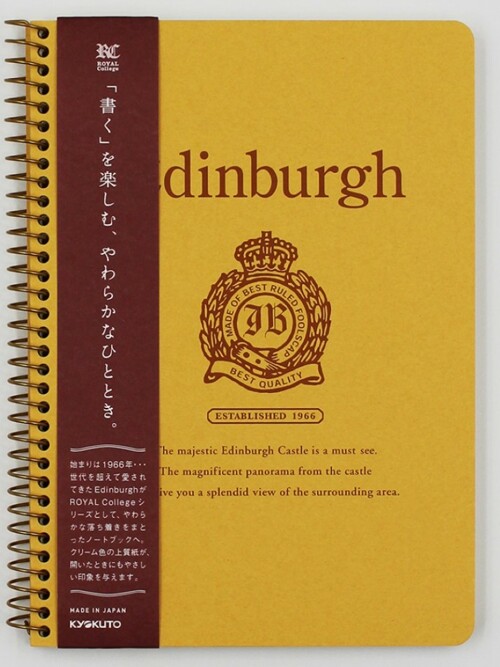 RC
ROYAL
College
「書く」を楽しむ、やわらかなひととき。
始まりは1966年・・・
世代を超えて愛され
てきたEdinburghが
ROYAL Collegeシ
リーズとして、やわら
かな落ち着きをまと
ったノートブックへ。
クリーム色の上質紙が、
開いたときにもやさし
い印象を与えます。
MADE IN JAPAN
KYOKUTO
dinburgh
MADE OF BEST RULED FOOLSCAP
JB
BEST QUALITY
ESTABLISHED 1966
he majestic Edinburgh Castle is a must see.
The magnificent panorama from the castle
ive you a splendid view of the surrounding area.